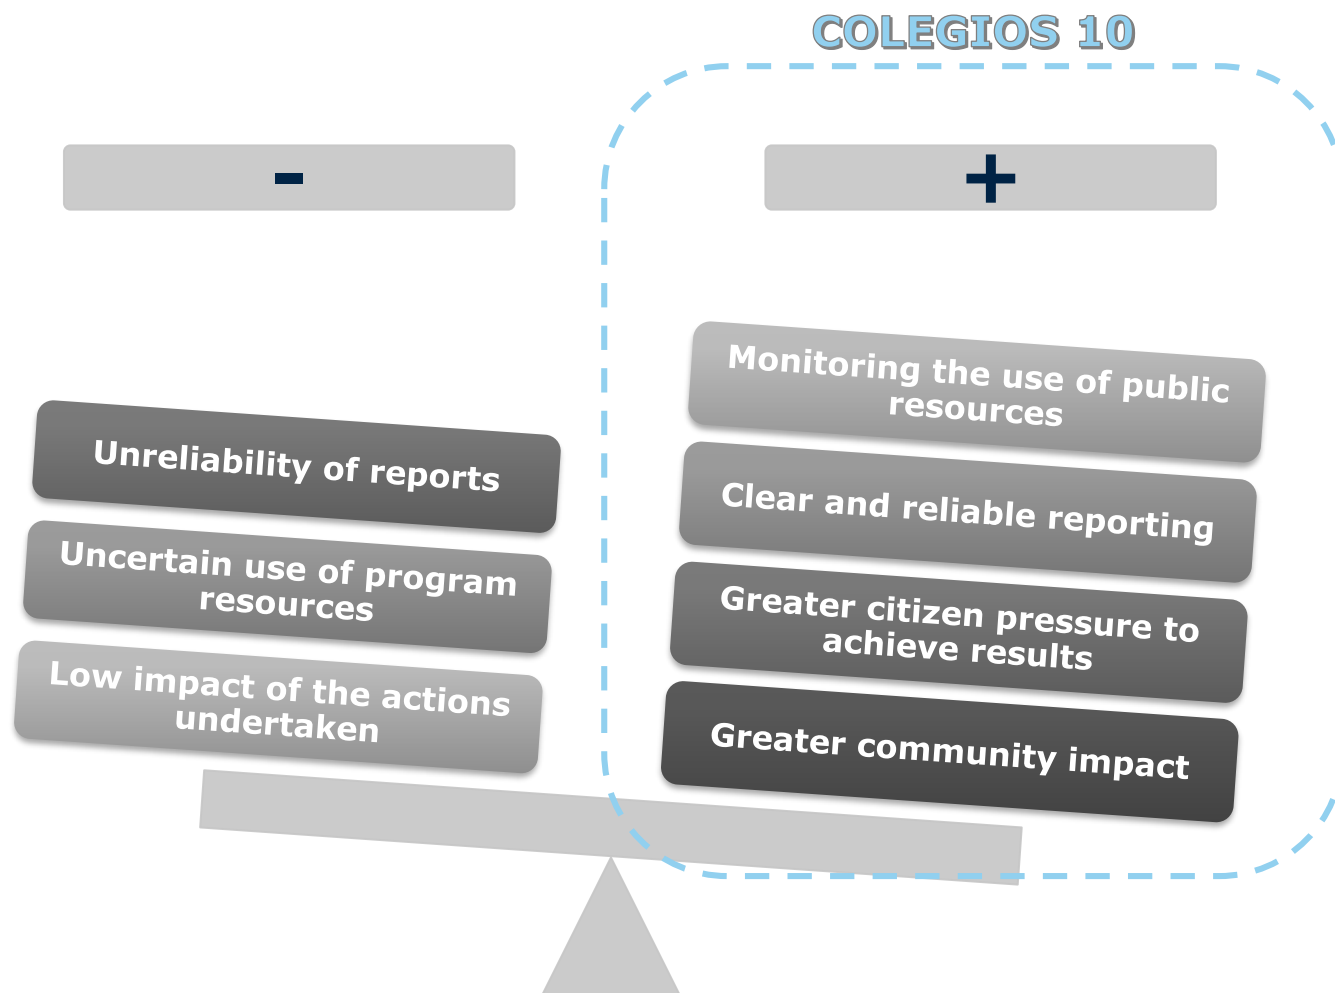 COLEGIOS 10
-
+
Unreliability of reports
Uncertain use of program
resources
Low impact of the actions
undertaken
Monitoring the use of public
resources
Clear and reliable reporting
Greater citizen pressure to
achieve results
Greater community impact